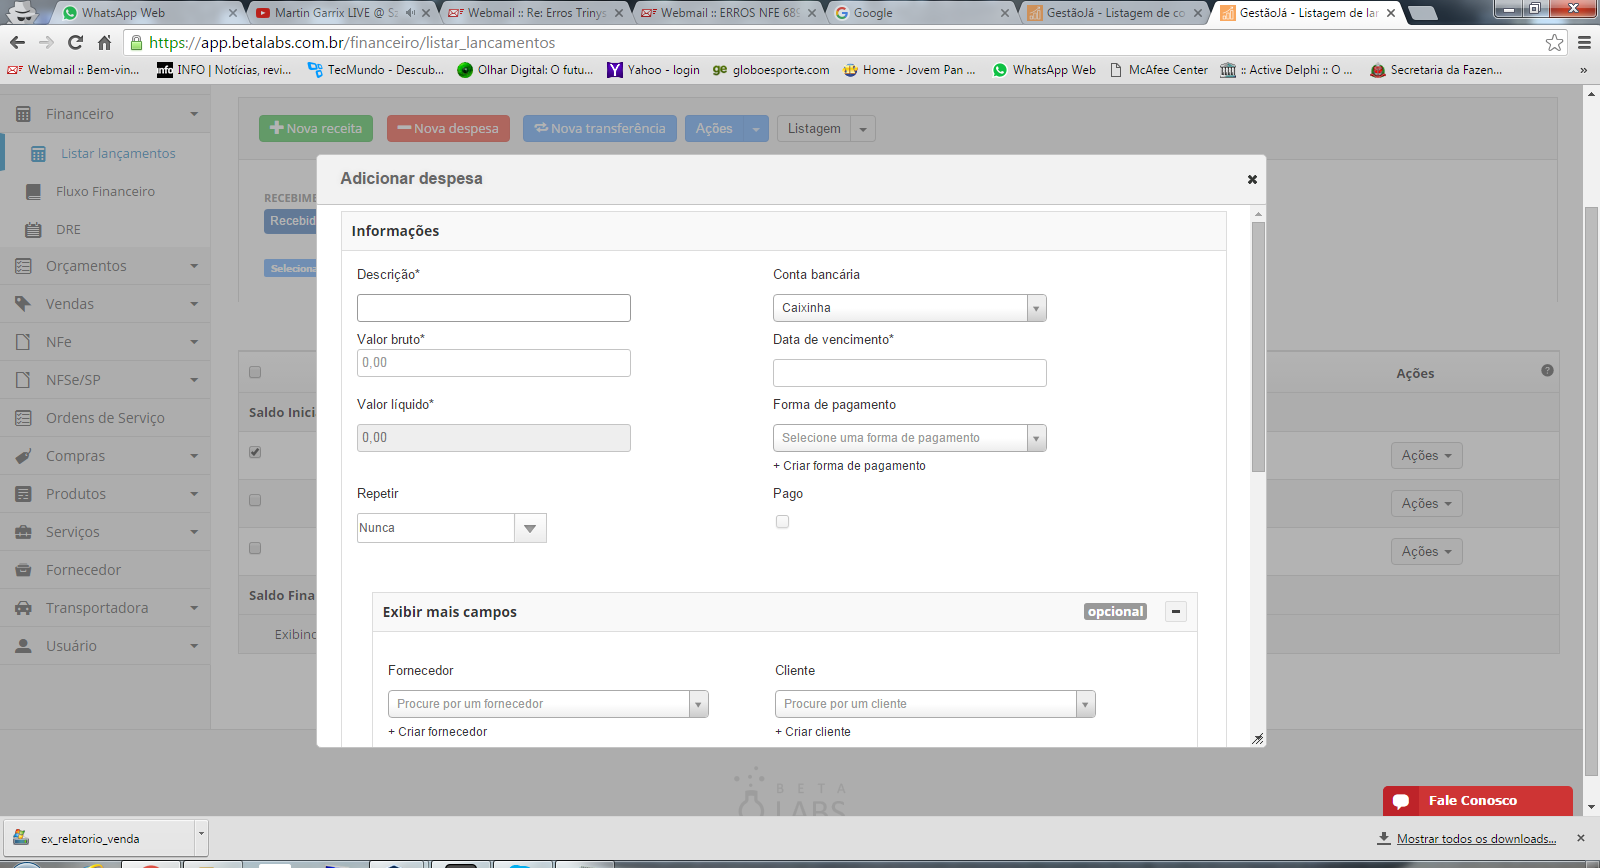 WhatsApp Web
Martin Garrix LIVE @ Sz
Webmail :: Re: Erros Trinys
Webmail :: ERROS NFE 689
Google
GestãoJá - Listagem de co
GestãoJá - Listagem de lar
https://app.betalabs.com.br/financeiro/listar_lancamentos
Webmail :: Bem-vin...
INFO | Notícias, revi...
TecMundo - Descub...
Olhar Digital: O futu...
Yahoo - login
globoesporte.com
Home - Jovem Pan ...
WhatsApp Web
McAfee Center
:: Active Delphi :: O ...
Secretaria da Fazen...
»
Financeiro
Listar lançamentos
Fluxo Financeiro
DRE
Orçamentos
Vendas
NFe
NFSe/SP
Ordens de Serviço
Compras
Produtos
Serviços
Fornecedor
Transportadora
Usuário
Nova receita
Nova despesa
Nova transferência
Ações
Listagem
RECEBIME
Recebid
Seleciona
Saldo Inici
Saldo Fina
Exibind
Ações
Ações
Ações
Ações
Adicionar despesa
Informações
Descrição*
Conta bancária
Caixinha
Valor bruto*
0,00
Data de vencimento*
Valor líquido*
0,00
Forma de pagamento
Selecione uma forma de pagamento
+ Criar forma de pagamento
Repetir
Nunca
Pago
Exibir mais campos
opcional
Fornecedor
Procure por um fornecedor
+ Criar fornecedor
Cliente
Procure por um cliente
+ Criar cliente
BETA
LABS
Fale Conosco
ex_relatorio_venda
Mostrar todos os downloads...